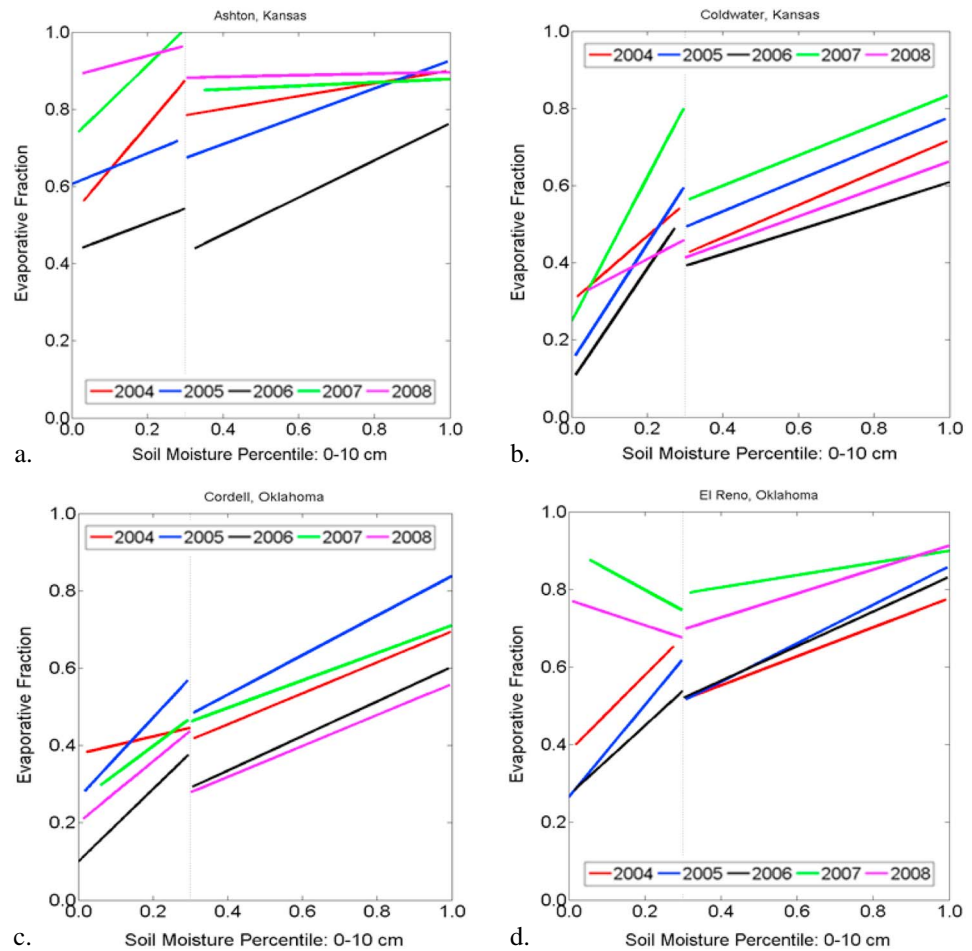 Ashton, Kansas
1.0
0.8
0.6
0.4
0.2
0.0
Evaporative Fraction
2004 2005 2006 2007 2008
0.0 0.2 0.4 0.6 0.8 1.0
Soil Moisture Percentile: 0-10 cm
a.
Coldwater, Kansas
1.0
0.8
0.6
0.4
0.2
0.0
Evaporative Fraction
2004 2005 2006 2007 2008
0.0 0.2 0.4 0.6 0.8 1.0
Soil Moisture Percentile: 0-10 cm
b.
Cordell, Oklahoma
1.0
0.8
0.6
0.4
0.2
0.0
Evaporative Fraction
2004 2005 2006 2007 2008
0.0 0.2 0.4 0.6 0.8 1.0
Soil Moisture Percentile: 0-10 cm
c.
El Reno, Oklahoma
1.0
0.8
0.6
0.4
0.2
0.0
Evaporative Fraction
2004 2005 2006 2007 2008
0.0 0.2 0.4 0.6 0.8 1.0
Soil Moisture Percentile: 0-10 cm
d.